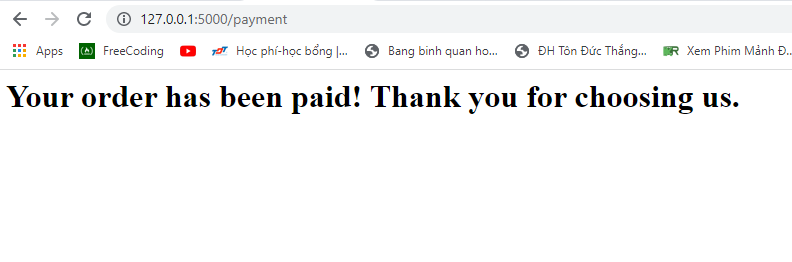 127.0.0.1:5000/payment
Apps FreeCoding Học phí-học bổng |... Bang binh quan ho... ĐH Tôn Đức Thắng... Xem Phim Mảnh Đ...
Your order has been paid! Thank you for choosing us.